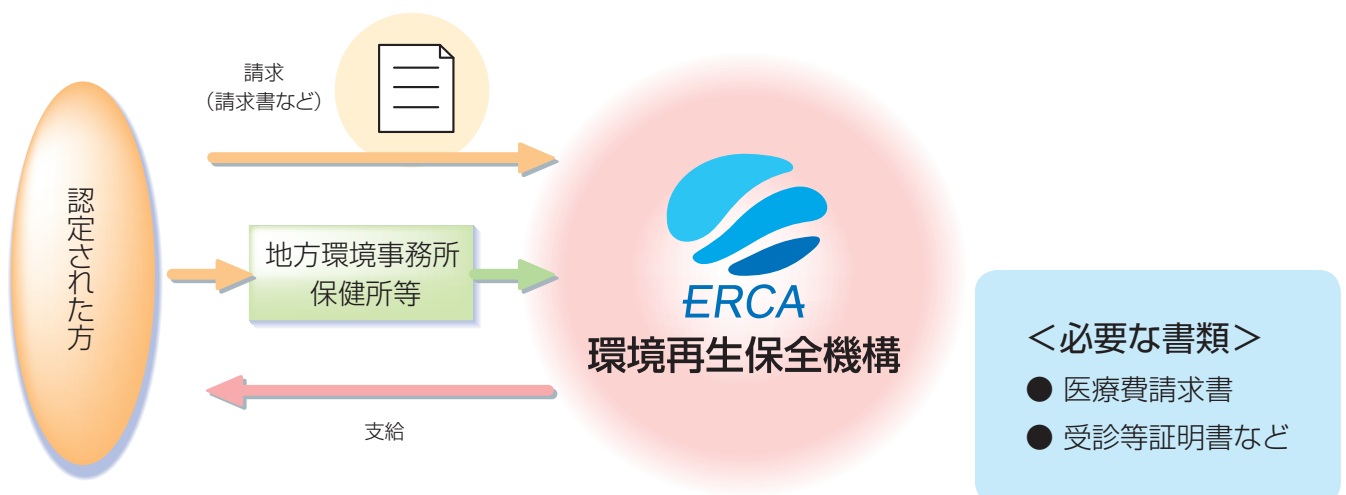 請求
（請求書など）
認定された方
地方環境事務所
保健所等
ERCA
環境再生保全機構
支給
＜必要な書類＞
● 医療費請求書
● 受診等証明書など